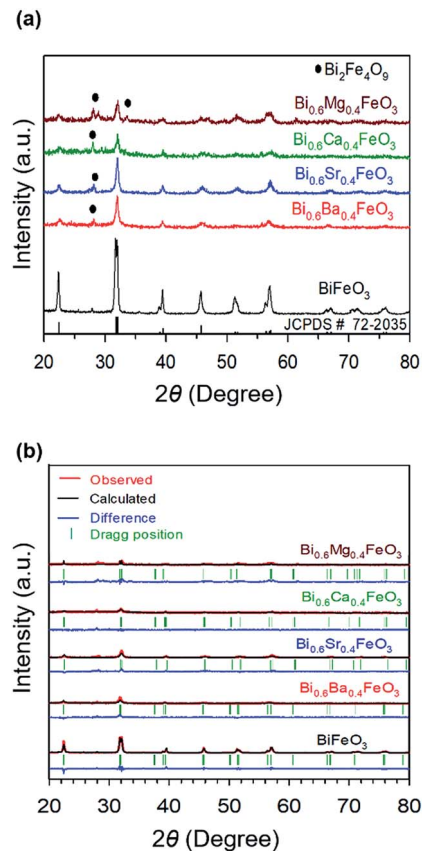 (a)
Bi₂Fe₄O₉
Bi₀.₆Mg₀.₄FeO₃
Bi₀.₆Ca₀.₄FeO₃
Bi₀.₆Sr₀.₄FeO₃
Bi₀.₆Ba₀.₄FeO₃
BiFeO₃
JCPDS # 72-2035
Intensity (a.u.)
20 30 40 50 60 70 80
2θ (Degree)
(b)
Observed
Calculated
Difference
Dragg position
Bi₀.₆Mg₀.₄FeO₃
Bi₀.₆Ca₀.₄FeO₃
Bi₀.₆Sr₀.₄FeO₃
Bi₀.₆Ba₀.₄FeO₃
BiFeO₃
Intensity (a.u.)
20 30 40 50 60 70 80
2θ (Degree)